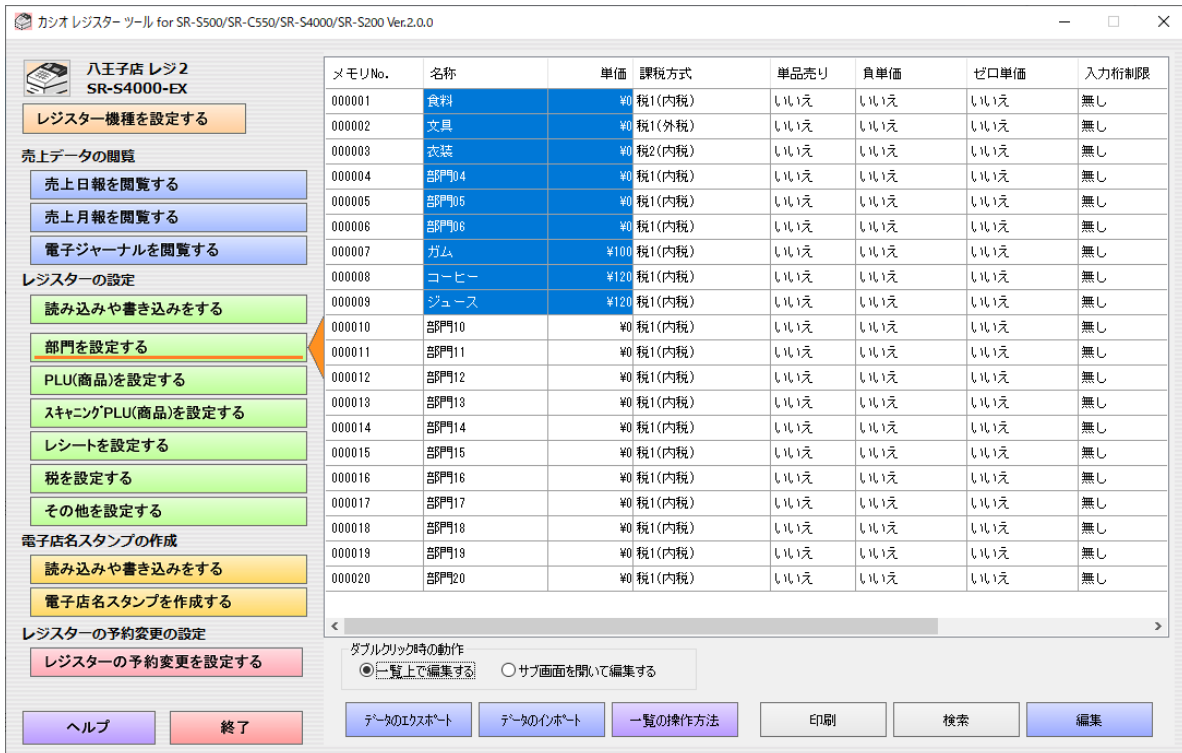 カシオ レジスター ツール for SR-S500/SR-C550/SR-S4000/SR-S200 Ver.2.0.0
八王子店 レジ2
SR-S4000-EX
レジスター機種を設定する
売上データの閲覧
売上日報を閲覧する
売上月報を閲覧する
電子ジャーナルを閲覧する
レジスターの設定
読み込みや書き込みをする
部門を設定する
PLU(商品)を設定する
ｽｷｬﾆﾝｸﾞPLU(商品)を設定する
レシートを設定する
税を設定する
その他を設定する
電子店名スタンプの作成
読み込みや書き込みをする
電子店名スタンプを作成する
レジスターの予約変更の設定
レジスターの予約変更を設定する
ヘルプ 終了
メモリNo. 名称 単価 課税方式 単品売り 負単価 ゼロ単価 入力桁制限
000001 食料 ¥0 税1(内税) いいえ いいえ いいえ 無し
000002 文具 ¥0 税1(外税) いいえ いいえ いいえ 無し
000003 衣装 ¥0 税2(内税) いいえ いいえ いいえ 無し
000004 部門04 ¥0 税1(内税) いいえ いいえ いいえ 無し
000005 部門05 ¥0 税1(内税) いいえ いいえ いいえ 無し
000006 部門06 ¥0 税1(内税) いいえ いいえ いいえ 無し
000007 ガム ¥100 税1(内税) いいえ いいえ いいえ 無し
000008 コーヒー ¥120 税1(内税) いいえ いいえ いいえ 無し
000009 ジュース ¥120 税1(内税) いいえ いいえ いいえ 無し
000010 部門10 ¥0 税1(内税) いいえ いいえ いいえ 無し
000011 部門11 ¥0 税1(内税) いいえ いいえ いいえ 無し
000012 部門12 ¥0 税1(内税) いいえ いいえ いいえ 無し
000013 部門13 ¥0 税1(内税) いいえ いいえ いいえ 無し
000014 部門14 ¥0 税1(内税) いいえ いいえ いいえ 無し
000015 部門15 ¥0 税1(内税) いいえ いいえ いいえ 無し
000016 部門16 ¥0 税1(内税) いいえ いいえ いいえ 無し
000017 部門17 ¥0 税1(内税) いいえ いいえ いいえ 無し
000018 部門18 ¥0 税1(内税) いいえ いいえ いいえ 無し
000019 部門19 ¥0 税1(内税) いいえ いいえ いいえ 無し
000020 部門20 ¥0 税1(内税) いいえ いいえ いいえ 無し
ダブルクリック時の動作
一覧上で編集する サブ画面を開いて編集する
ﾃﾞｰﾀのｴｸｽﾎﾟｰﾄ ﾃﾞｰﾀのｲﾝﾎﾟｰﾄ 一覧の操作方法 印刷 検索 編集